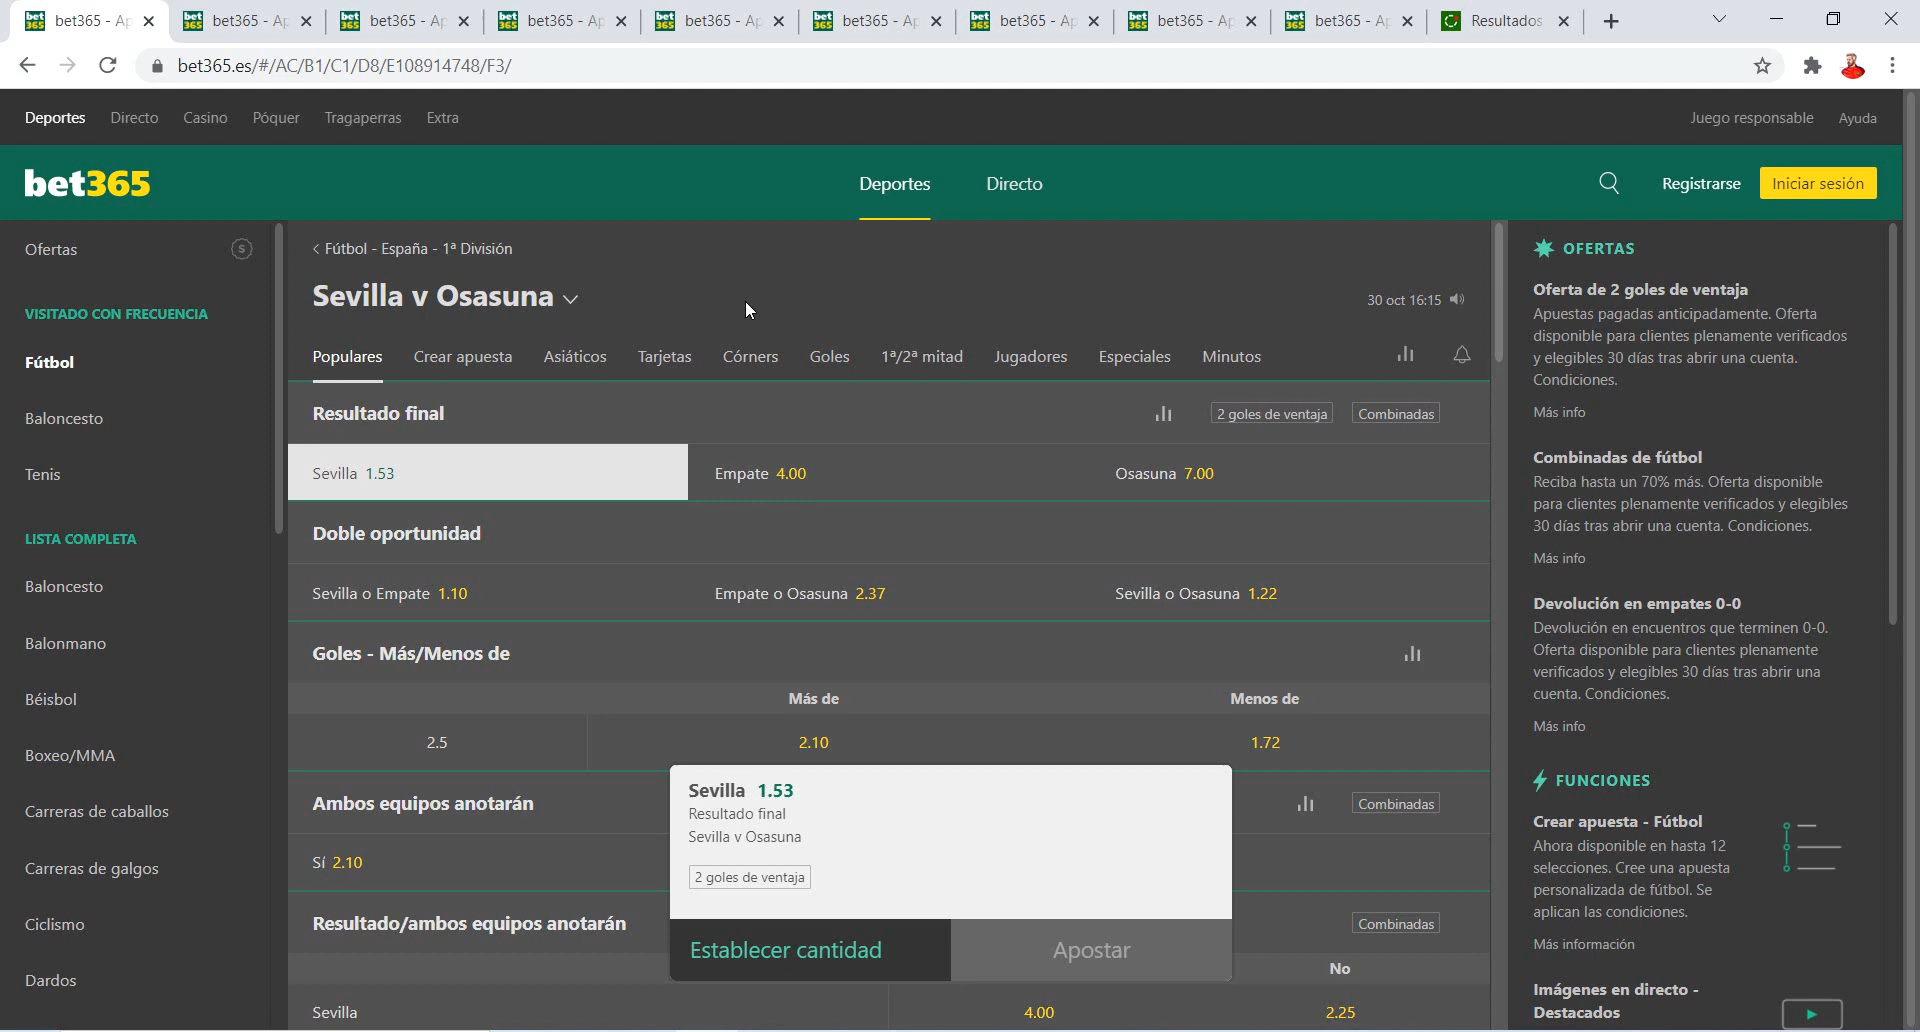 bet365 - Ap bet365 - Ap bet365 - Ap bet365 - Ap bet365 - Ap bet365 - Ap bet365 - Ap bet365 - Ap bet365 - Ap Resultados
bet365.es/#/AC/B1/C1/D8/E108914748/F3/
Deportes Directo Casino Póquer Tragaperras Extra Juego responsable Ayuda
bet365 Deportes Directo Registrarse Iniciar sesión
Ofertas S
VISITADO CON FRECUENCIA
Fútbol
Baloncesto
Tenis
LISTA COMPLETA
Baloncesto
Balonmano
Béisbol
Boxeo/MMA
Carreras de caballos
Carreras de galgos
Ciclismo
Dardos
< Fútbol - España - 1ª División
Sevilla v Osasuna
30 oct 16:15
Populares Crear apuesta Asiáticos Tarjetas Córners Goles 1ª/2ª mitad Jugadores Especiales Minutos
Resultado final 2 goles de ventaja Combinadas
Sevilla 1.53 Empate 4.00 Osasuna 7.00
Doble oportunidad
Sevilla o Empate 1.10 Empate o Osasuna 2.37 Sevilla o Osasuna 1.22
Goles - Más/Menos de
Más de Menos de
2.5 2.10 1.72
Ambos equipos anotarán Combinadas
Sí 2.10
Resultado/ambos equipos anotarán Combinadas
No
Sevilla 4.00 2.25
Sevilla 1.53
Resultado final
Sevilla v Osasuna
2 goles de ventaja
Establecer cantidad Apostar
OFERTAS
Oferta de 2 goles de ventaja
Apuestas pagadas anticipadamente. Oferta
disponible para clientes plenamente verificados
y elegibles 30 días tras abrir una cuenta.
Condiciones.
Más info
Combinadas de fútbol
Reciba hasta un 70% más. Oferta disponible
para clientes plenamente verificados y elegibles
30 días tras abrir una cuenta. Condiciones.
Más info
Devolución en empates 0-0
Devolución en encuentros que terminen 0-0.
Oferta disponible para clientes plenamente
verificados y elegibles 30 días tras abrir una
cuenta. Condiciones.
Más info
FUNCIONES
Crear apuesta - Fútbol
Ahora disponible en hasta 12
selecciones. Cree una apuesta
personalizada de fútbol. Se
aplican las condiciones.
Más información
Imágenes en directo -
Destacados